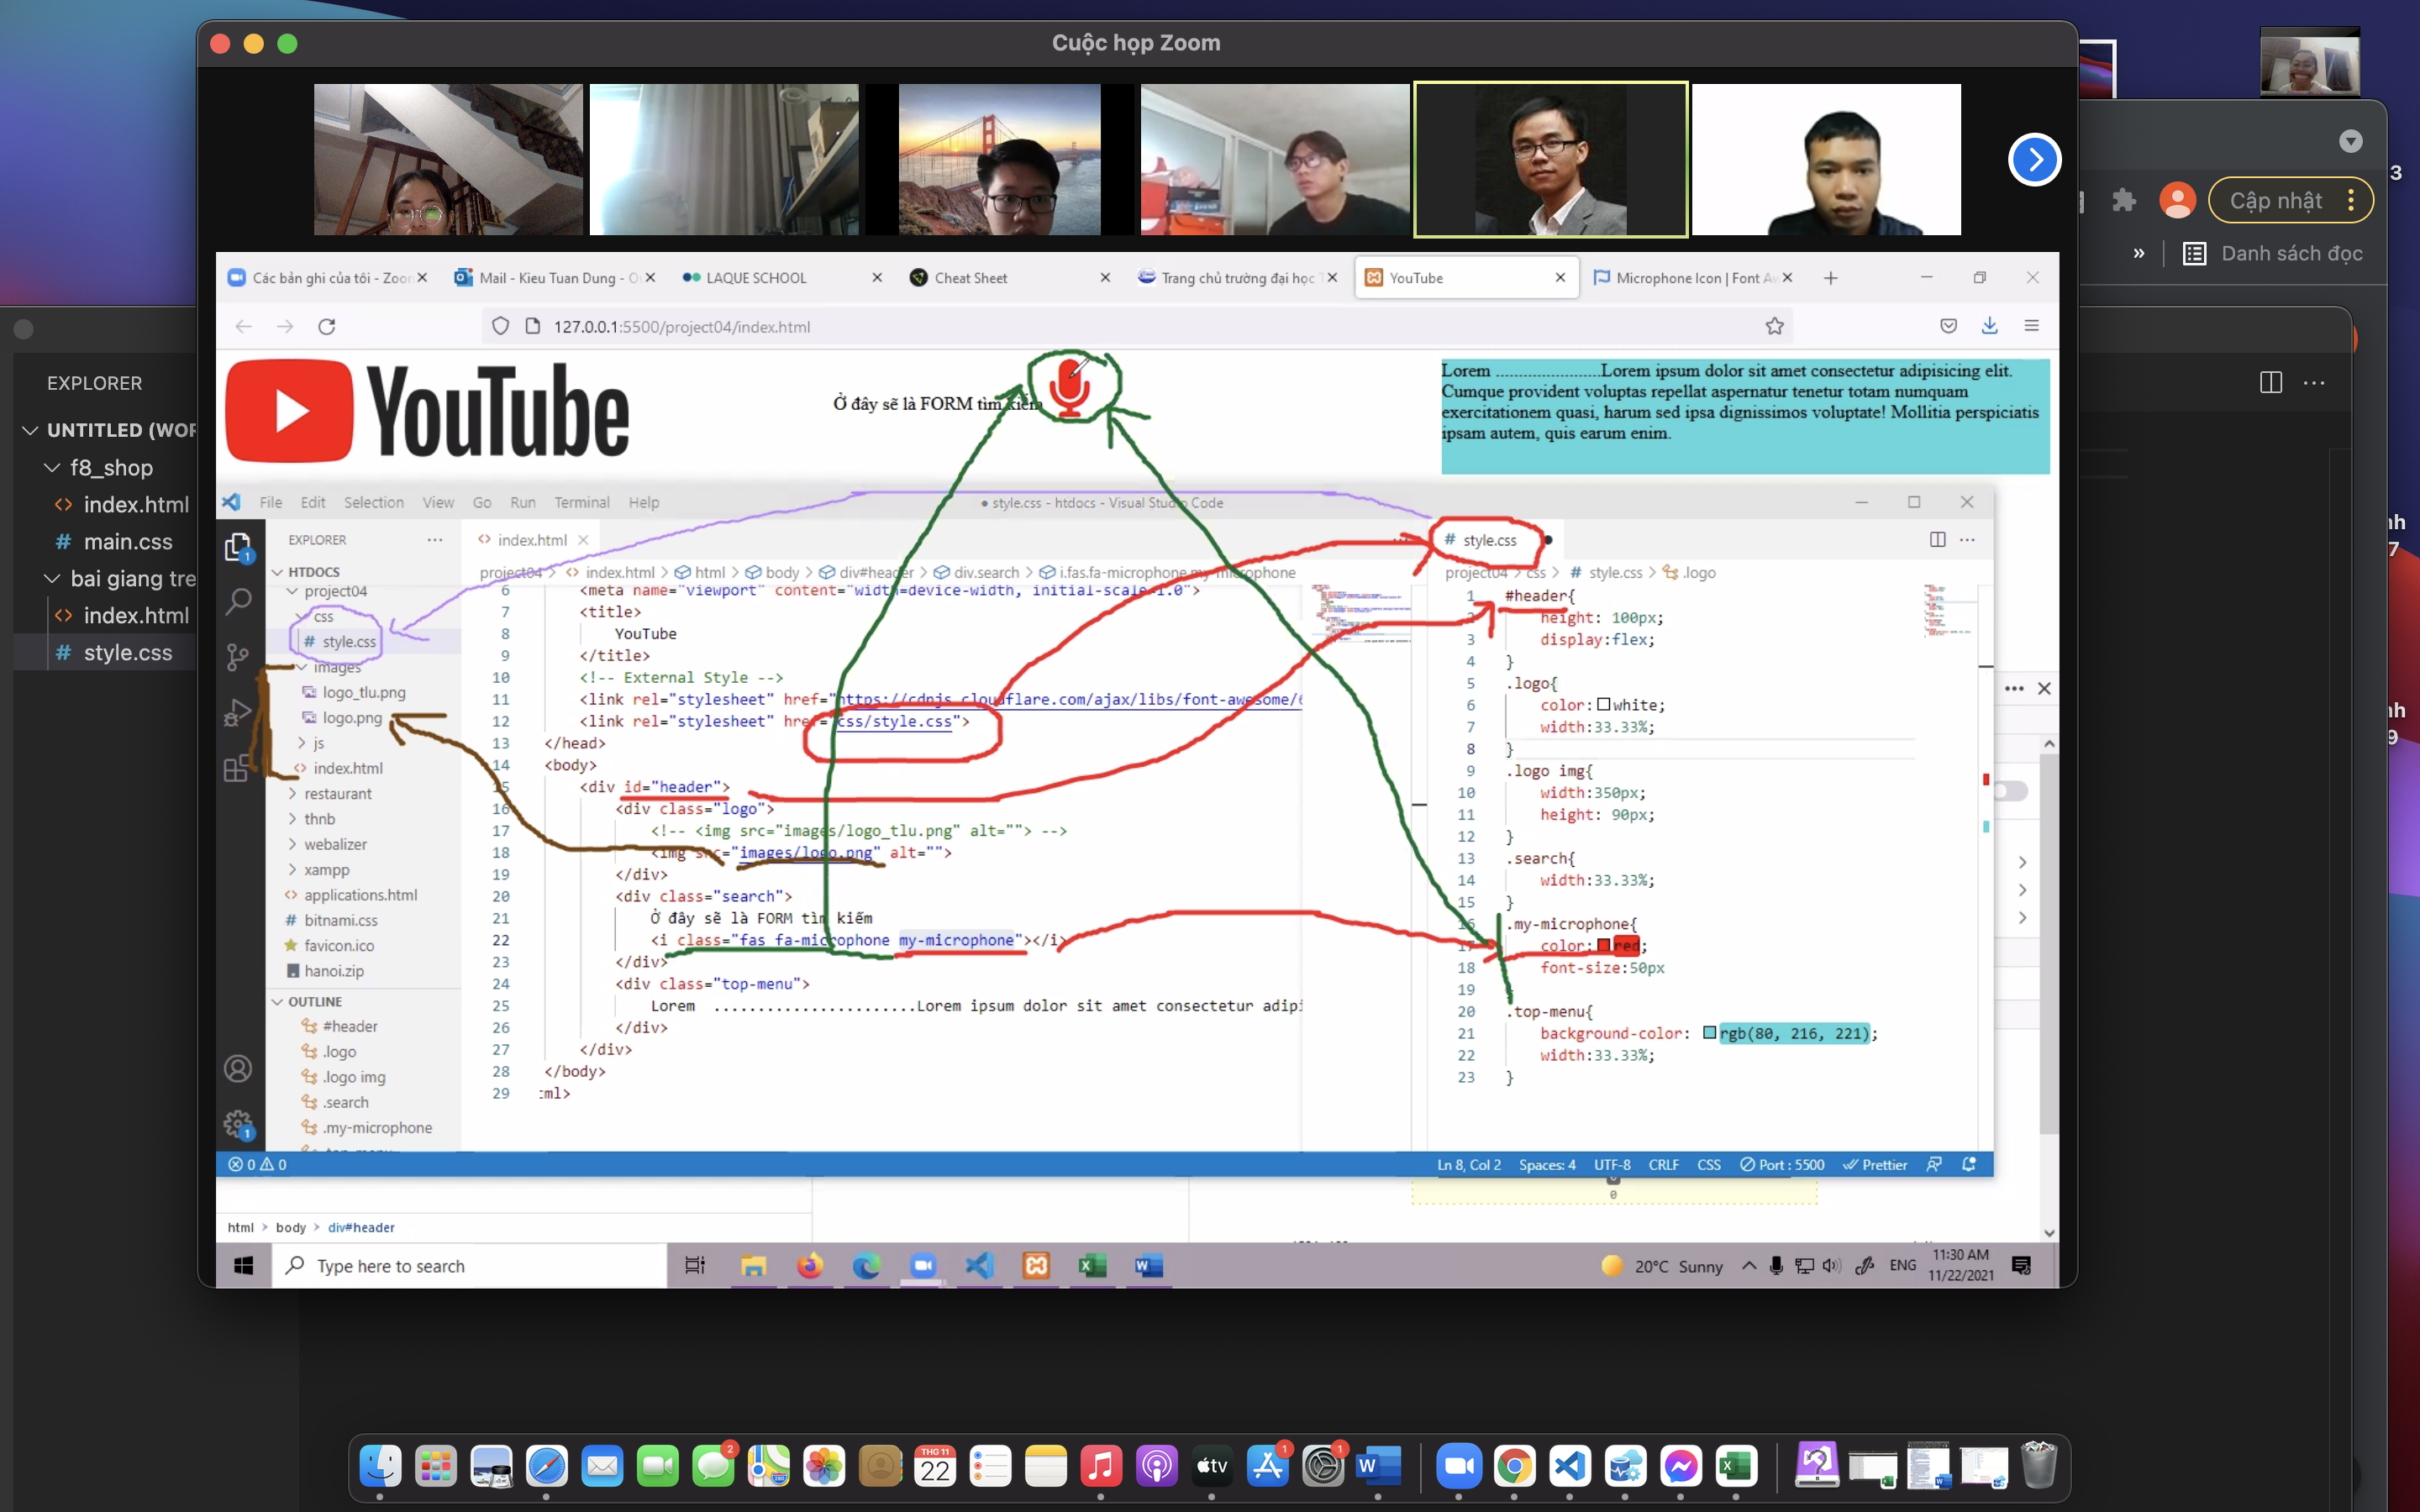 Cuộc họp Zoom
3
Cập nhật
» Danh sách đọc
Các bản ghi của tôi - Zoor
Mail - Kieu Tuan Dung - O
LAQUE SCHOOL
Cheat Sheet
Trang chủ trường đại học T
YouTube
Microphone Icon | Font A
127.0.0.1:5500/project04/index.html
YouTube
Ở đây sẽ là FORM tìm kiếm
Lorem ........................Lorem ipsum dolor sit amet consectetur adipisicing elit.
Cumque provident voluptas repellat aspernatur tenetur totam numquam
exercitationem quasi, harum sed ipsa dignissimos voluptate! Mollitia perspiciatis
ipsam autem, quis earum enim.
EXPLORER
UNTITLED (WOR
f8_shop
<> index.html
# main.css
bai giang tre
<> index.html
# style.css
File Edit Selection View Go Run Terminal Help
● style.css - htdocs - Visual Studio Code
EXPLORER ...
HTDOCS
project04
css
# style.css
images
logo_tlu.png
logo.png
js
<> index.html
restaurant
thnb
webalizer
xampp
<> applications.html
# bitnami.css
favicon.ico
hanoi.zip
OUTLINE
#header
.logo
.logo img
.search
.my-microphone
<> index.html
project04 > <> index.html > html > body > div#header > div.search > i.fas.fa-microphone.my-microphone
6 <meta name="viewport" content="width=device-width, initial-scale=1.0">
7 <title>
8 YouTube
9 </title>
10 <!-- External Style -->
11 <link rel="stylesheet" href="https://cdnjs.cloudflare.com/ajax/libs/font-awesome/6
12 <link rel="stylesheet" href="css/style.css">
13 </head>
14 <body>
15 <div id="header">
16 <div class="logo">
17 <!-- <img src="images/logo_tlu.png" alt=""> -->
18 <img src="images/logo.png" alt="">
19 </div>
20 <div class="search">
21 Ở đây sẽ là FORM tìm kiếm
22 <i class="fas fa-microphone my-microphone"></i>
23 </div>
24 <div class="top-menu">
25 Lorem .......................Lorem ipsum dolor sit amet consectetur adipi
26 </div>
27 </div>
28 </body>
29 :ml>
# style.css ●
project04 > css > # style.css > .logo
1 #header{
2 height: 100px;
3 display:flex;
4 }
5 .logo{
6 color: white;
7 width:33.33%;
8 }
9 .logo img{
10 width:350px;
11 height: 90px;
12 }
13 .search{
14 width:33.33%;
15 }
16 .my-microphone{
17 color: red;
18 font-size:50px
19
20 .top-menu{
21 background-color: rgb(80, 216, 221);
22 width:33.33%;
23 }
0 0
Ln 8, Col 2 Spaces: 4 UTF-8 CRLF CSS Port : 5500 Prettier
0
html > body > div#header
Type here to search
20°C Sunny
ENG
11:30 AM
11/22/2021
nh
7
nh
9
2
THG 11
22
tv
1
1